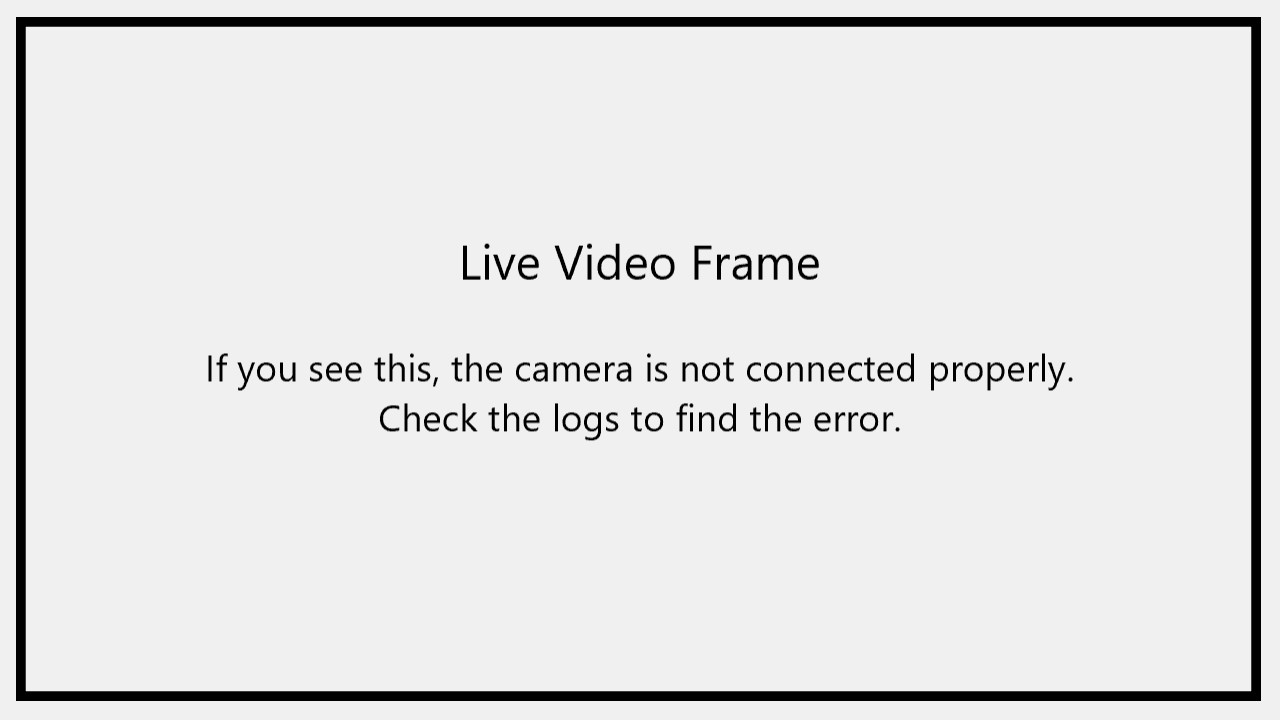 Live Video Frame
If you see this, the camera is not connected properly.
Check the logs to find the error.